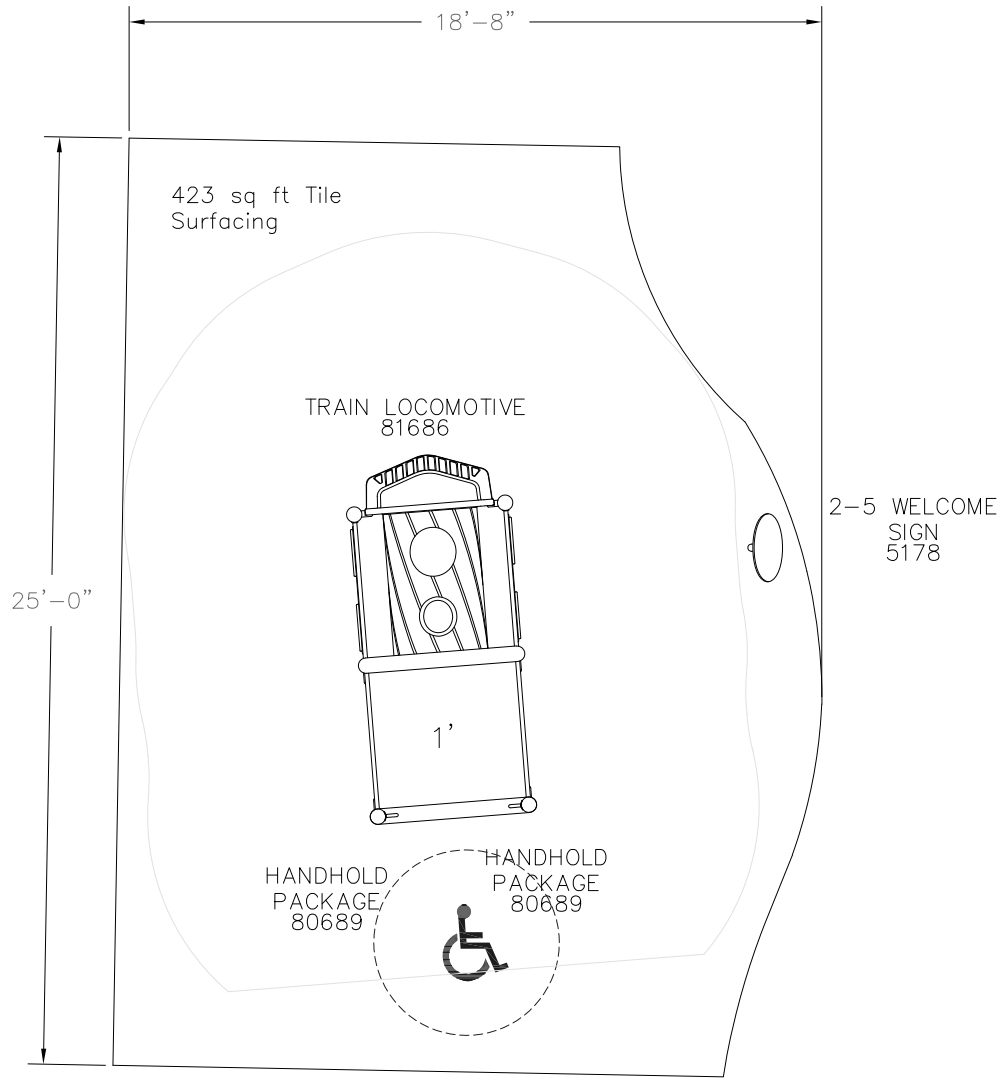 18'-8"
423 sq ft Tile
Surfacing
TRAIN LOCOMOTIVE
81686
2-5 WELCOME
SIGN
5178
25'-0"
1'
HANDHOLD
PACKAGE
80689
HANDHOLD
PACKAGE
80689